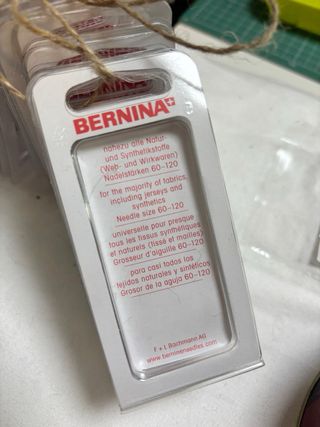 BERNINA
nahezu alle Natur-
und Synthetikstoffe
(Web- und Wirkwaren)
Nadelstärken 60-120
for the majority of fabrics,
including jerseys and
synthetics
Needle size 60-120
universelle pour presque
tous les tissus synthétiques
et naturels (tissé et mailles)
Grosseur d'aiguille 60-120
para casi todos los
tejidos naturales y sintéticos
Grosor de la aguja 60-120
F + L Bachmann AG
www.bernineneedles.com